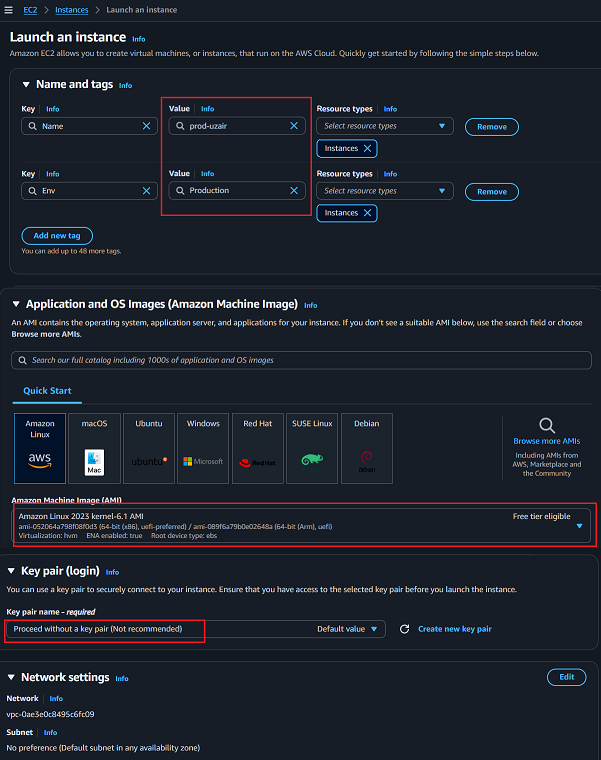 EC2 > Instances > Launch an instance
Launch an instance Info
Amazon EC2 allows you to create virtual machines, or instances, that run on the AWS Cloud. Quickly get started by following the simple steps below.
Name and tags Info
Key Info Value Info Resource types Info
Name prod-uzair Select resource types Remove
Instances
Key Info Value Info Resource types Info
Env Production Select resource types Remove
Instances
Add new tag
You can add up to 48 more tags.
Application and OS Images (Amazon Machine Image) Info
An AMI contains the operating system, application server, and applications for your instance. If you don't see a suitable AMI below, use the search field or choose
Browse more AMIs.
Search our full catalog including 1000s of application and OS images
Quick Start
Amazon Linux
aws
macOS
Mac
Ubuntu
ubuntu
Windows
Microsoft
Red Hat
Red Hat
SUSE Linux
Debian
debian
Browse more AMIs
Including AMIs from
AWS, Marketplace and
the Community
Amazon Machine Image (AMI)
Amazon Linux 2023 kernel-6.1 AMI Free tier eligible
ami-052064a798f08f0d3 (64-bit (x86), uefi-preferred) / ami-089f6a79b0e02648a (64-bit (Arm), uefi)
Virtualization: hvm ENA enabled: true Root device type: ebs
Key pair (login) Info
You can use a key pair to securely connect to your instance. Ensure that you have access to the selected key pair before you launch the instance.
Key pair name - required
Proceed without a key pair (Not recommended) Default value Create new key pair
Network settings Info Edit
Network Info
vpc-0ae3e0c8495c6fc09
Subnet Info
No preference (Default subnet in any availability zone)